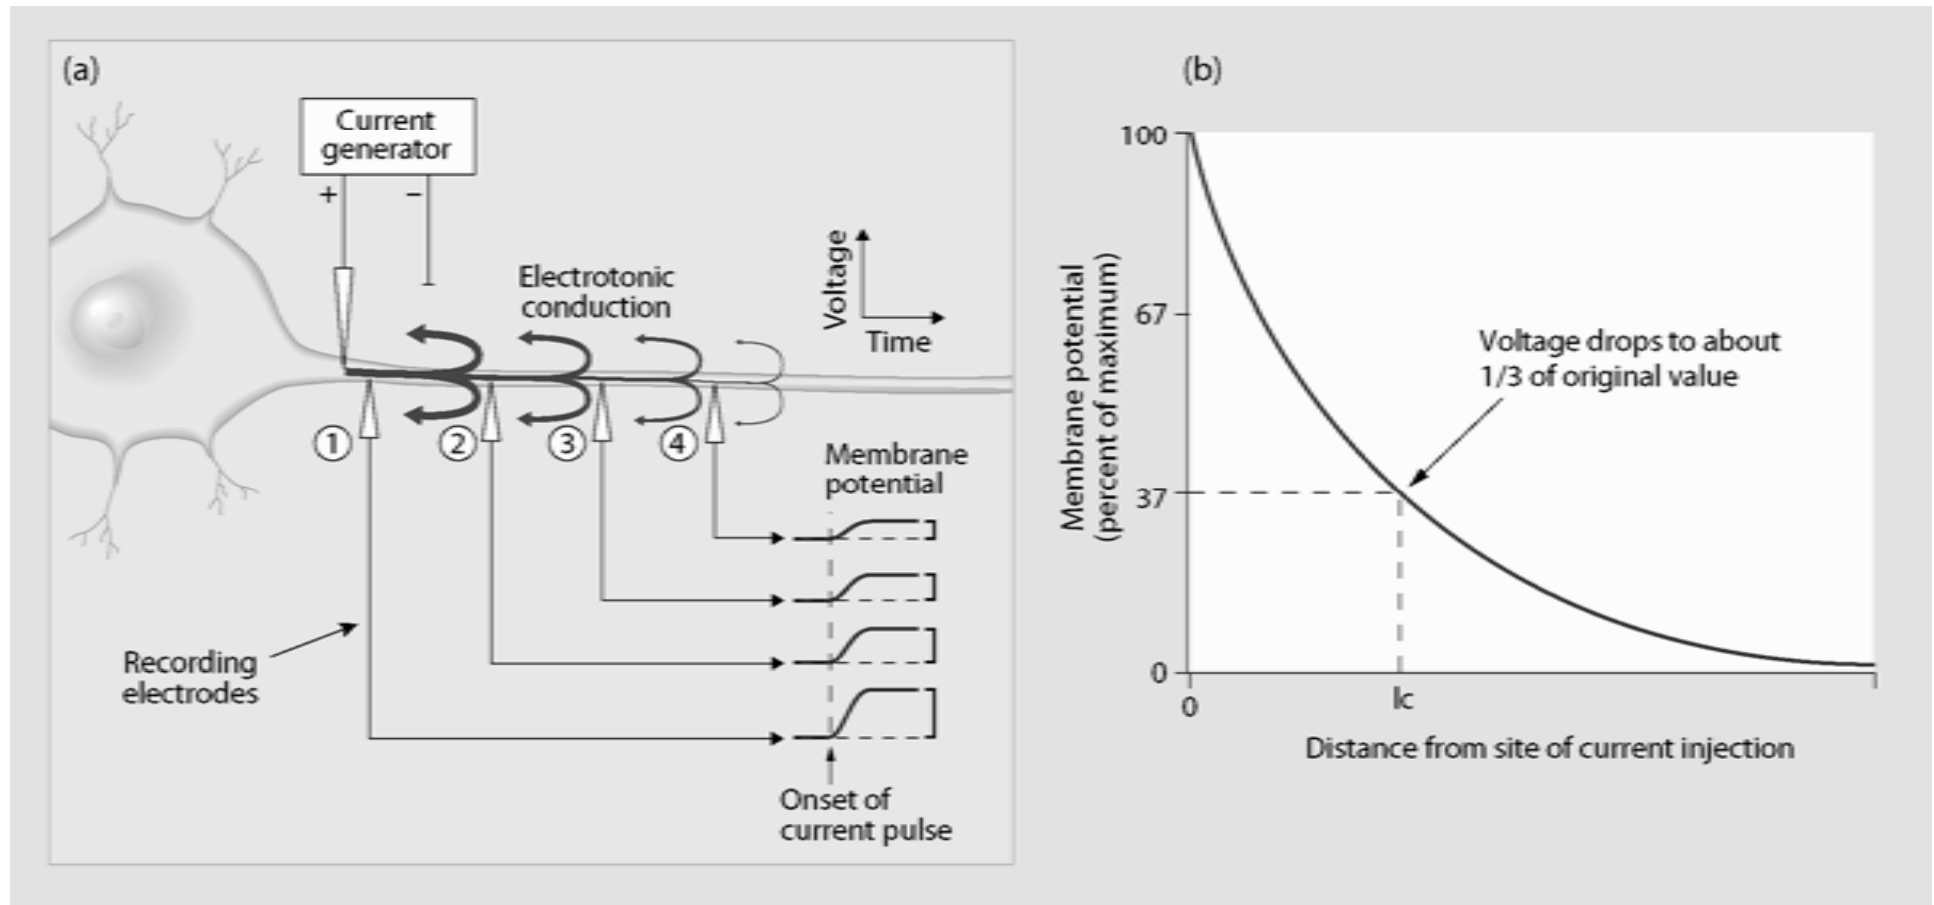 (a)
Current
generator
+ −
Electrotonic
conduction
Voltage
Time
1 2 3 4
Membrane
potential
Recording
electrodes
Onset of
current pulse
(b)
Membrane potential
(percent of maximum)
100
67
37
0
Voltage drops to about
1/3 of original value
0 lc
Distance from site of current injection